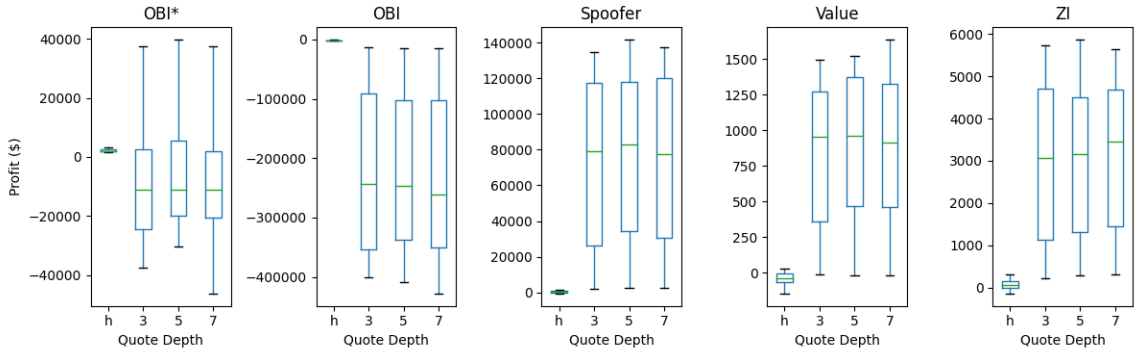 OBI* OBI Spoofer Value ZI
Profit ($)
40000
20000
0
−20000
−40000
h 3 5 7
Quote Depth
0
−100000
−200000
−300000
−400000
h 3 5 7
Quote Depth
140000
120000
100000
80000
60000
40000
20000
0
h 3 5 7
Quote Depth
1500
1250
1000
750
500
250
0
h 3 5 7
Quote Depth
6000
5000
4000
3000
2000
1000
0
h 3 5 7
Quote Depth